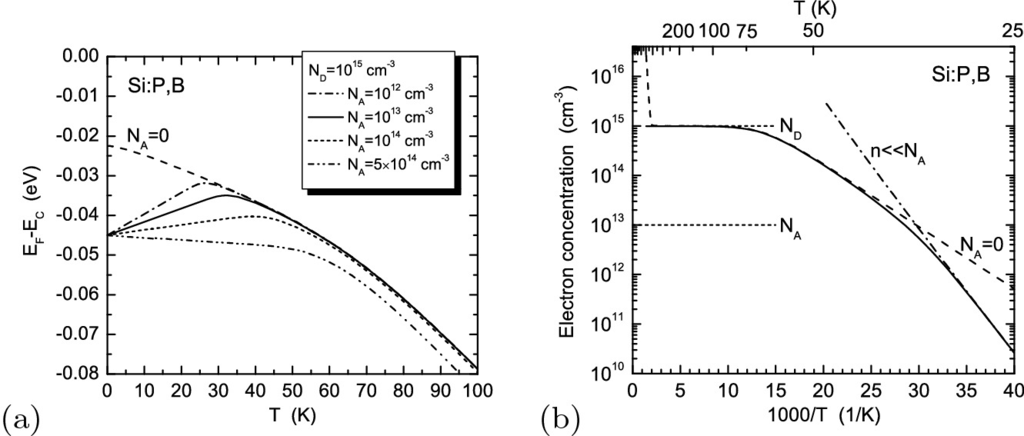 0.00
-0.01
-0.02
-0.03
-0.04
-0.05
-0.06
-0.07
-0.08
E_F-E_C (eV)
Si:P,B
N_A=0
N_D=10^15 cm^-3
N_A=10^12 cm^-3
N_A=10^13 cm^-3
N_A=10^14 cm^-3
N_A=5×10^14 cm^-3
0 10 20 30 40 50 60 70 80 90 100
T (K)
(a)
T (K)
200 100 75 50 25
10^16
10^15
10^14
10^13
10^12
10^11
10^10
Electron concentration (cm^-3)
Si:P,B
N_D
n<<N_A
N_A
N_A=0
0 5 10 15 20 25 30 35 40
1000/T (1/K)
(b)